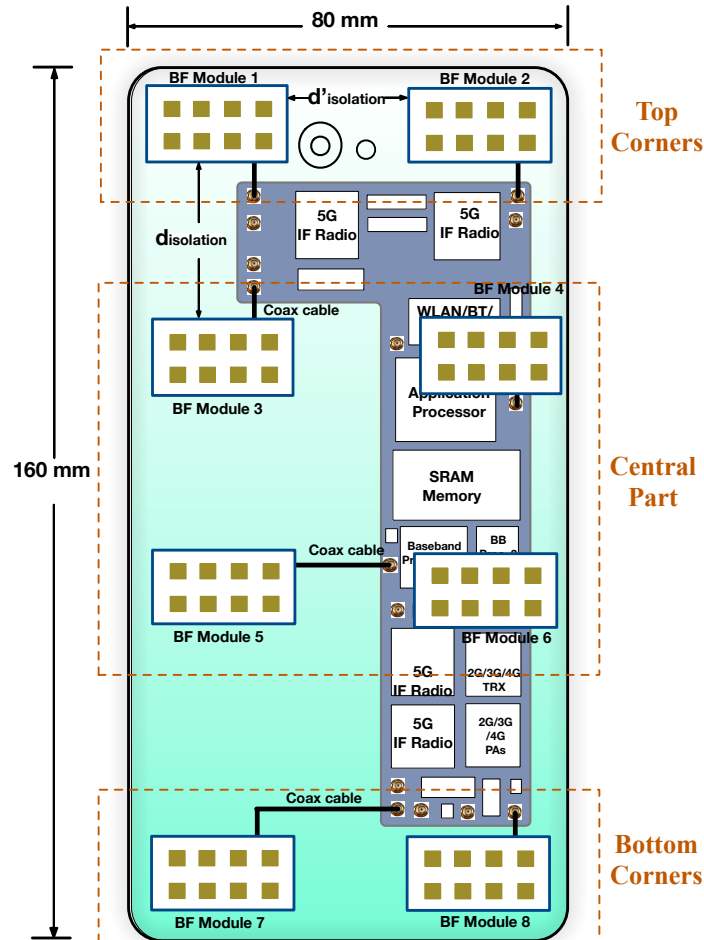 80 mm
BF Module 1
BF Module 2
d'isolation
Top
Corners
disolation
5G
IF Radio
5G
IF Radio
BF Module 4
Coax cable
WLAN/BT/
Application
Processor
BF Module 3
160 mm
SRAM
Memory
Central
Part
Coax cable
Baseband
BB
BF Module 5
BF Module 6
5G
IF Radio
2G/3G/4G
TRX
5G
IF Radio
2G/3G
/4G
PAs
Coax cable
Bottom
Corners
BF Module 7
BF Module 8